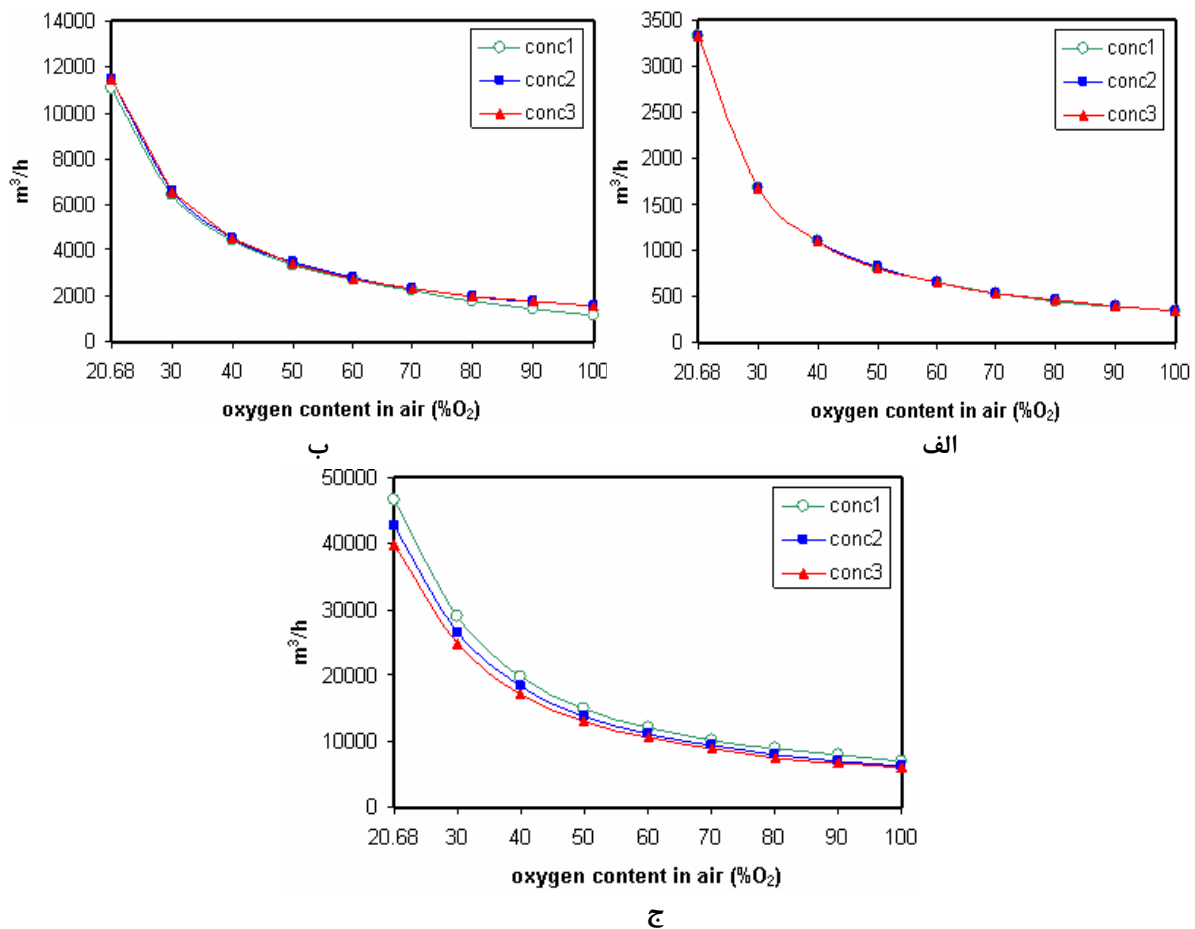 14000
12000
10000
8000
6000
4000
2000
0
m³/h
conc1
conc2
conc3
20.68 30 40 50 60 70 80 90 100
oxygen content in air (%O₂)
ب
3500
3000
2500
2000
1500
1000
500
0
m³/h
conc1
conc2
conc3
20.68 30 40 50 60 70 80 90 100
oxygen content in air (%O₂)
الف
50000
40000
30000
20000
10000
0
m³/h
conc1
conc2
conc3
20.68 30 40 50 60 70 80 90 100
oxygen content in air (%O₂)
ج